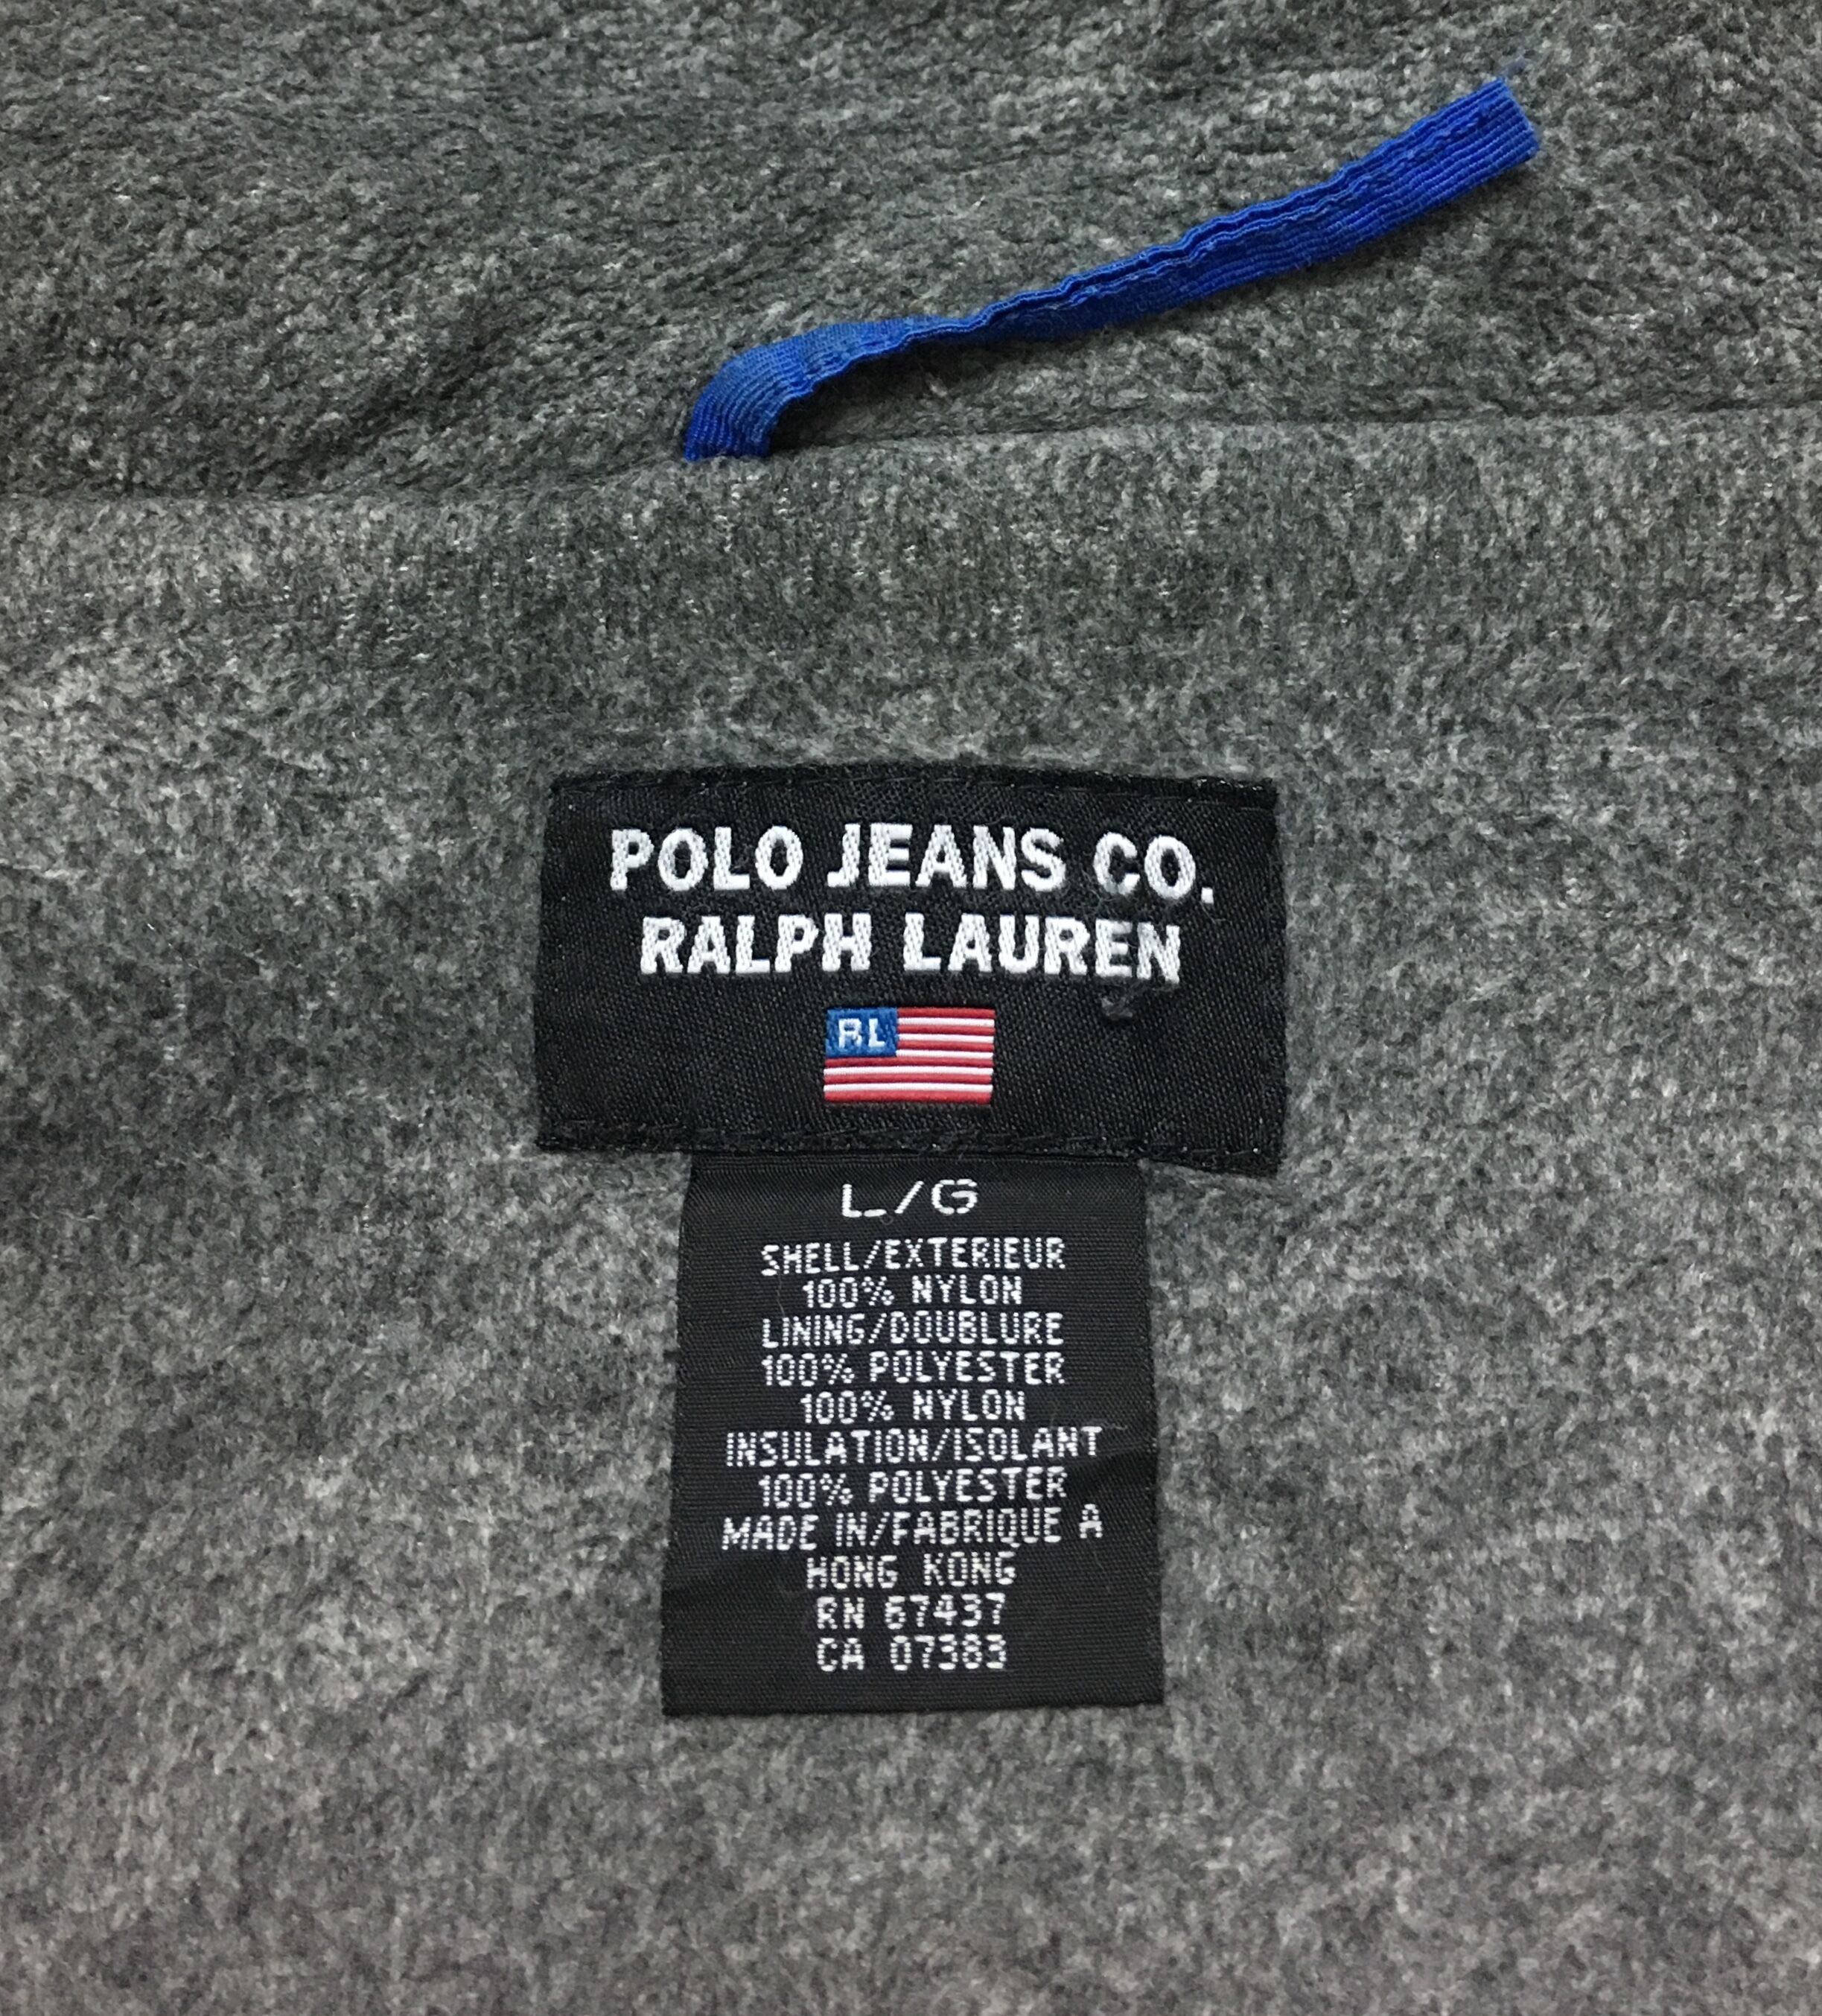 POLO JEANS CO.
RALPH LAUREN
RL
L/G
SHELL/EXTERIEUR
100% NYLON
LINING/DOUBLURE
100% POLYESTER
100% NYLON
INSULATION/ISOLANT
100% POLYESTER
MADE IN/FABRIQUE A
HONG KONG
RN 67437
CA 07383